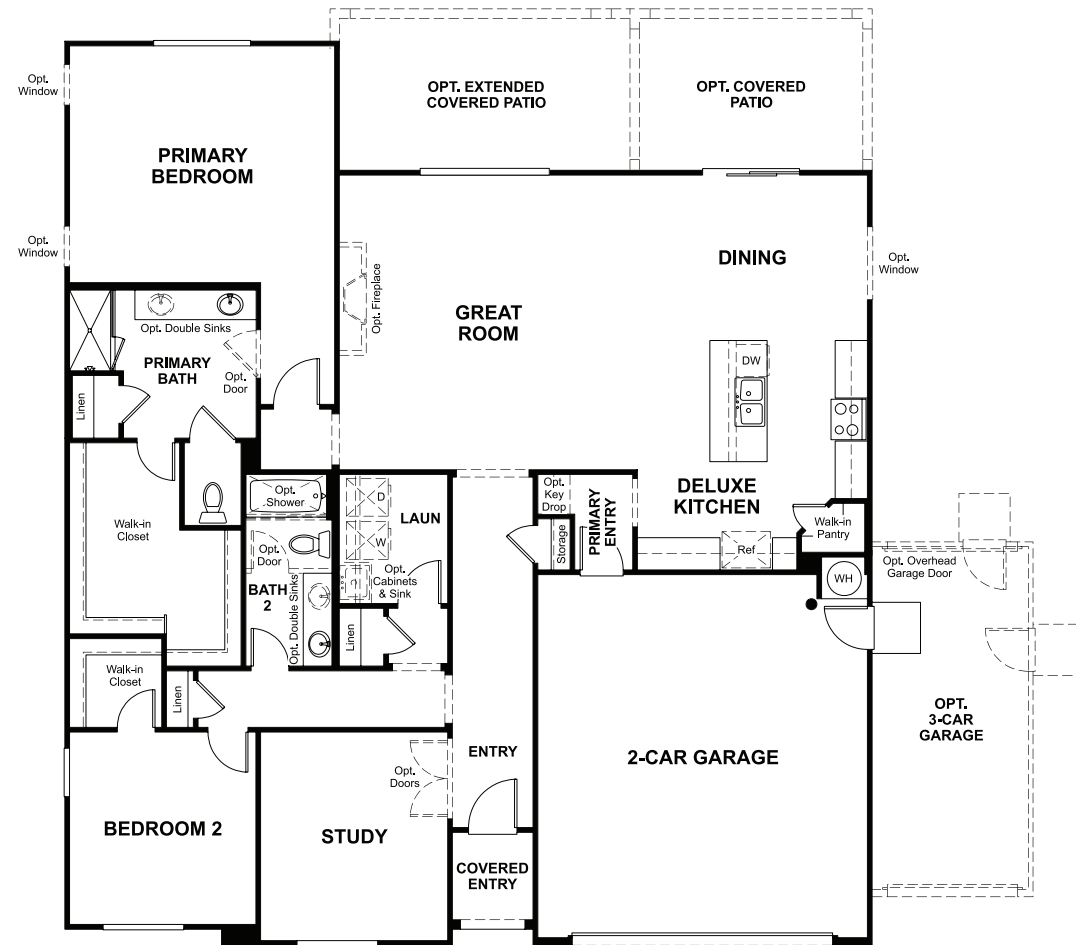 OPT. EXTENDED
COVERED PATIO
OPT. COVERED
PATIO
Opt.
Window
PRIMARY
BEDROOM
Opt.
Window
DINING
Opt.
Window
Opt. Fireplace
GREAT
ROOM
Opt. Double Sinks
PRIMARY
BATH
Opt.
Door
Linen
DW
Opt.
Shower
D
W
LAUN
Opt.
Key
Drop
PRIMARY
ENTRY
Storage
DELUXE
KITCHEN
Walk-in
Pantry
Ref
Walk-in
Closet
Opt.
Door
BATH
2
Opt. Double Sinks
Opt.
Cabinets
& Sink
Linen
WH
Opt. Overhead
Garage Door
Walk-in
Closet
Linen
OPT.
3-CAR
GARAGE
ENTRY
2-CAR GARAGE
Opt.
Doors
BEDROOM 2
STUDY
COVERED
ENTRY